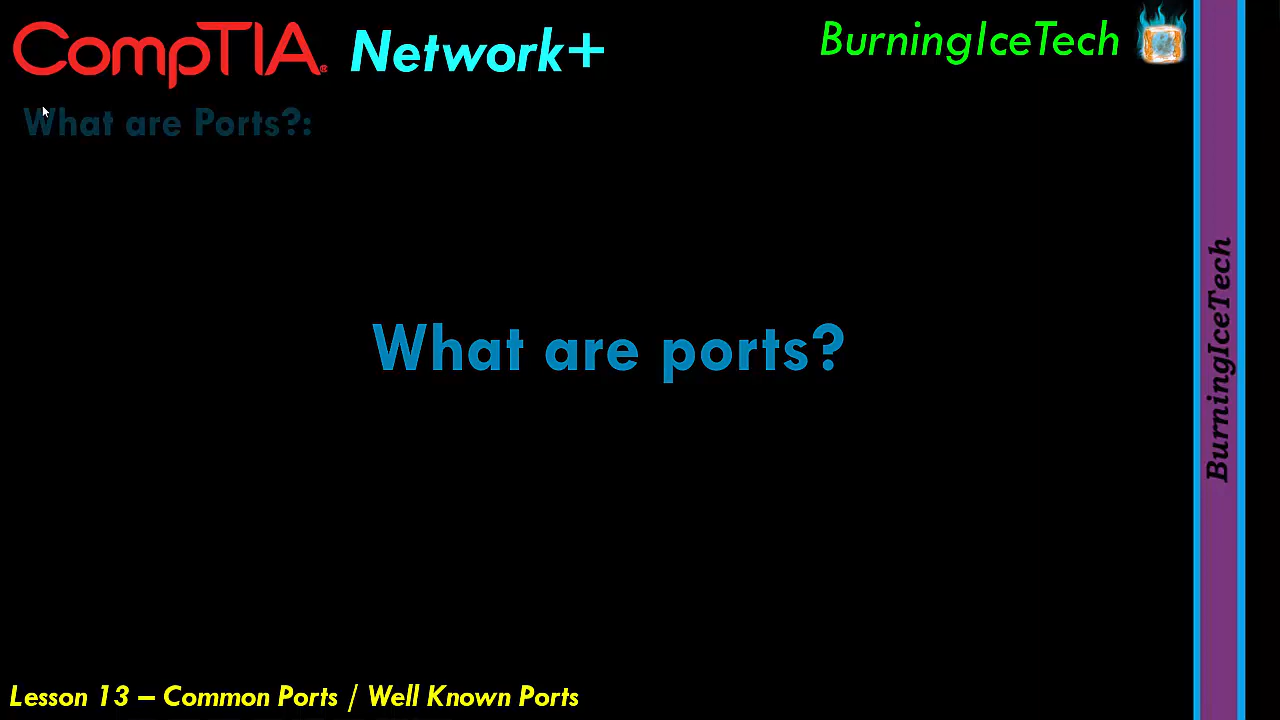 CompTIA® Network+
BurningIceTech
What are Ports?:
What are ports?
BurningIceTech
Lesson 13 – Common Ports / Well Known Ports